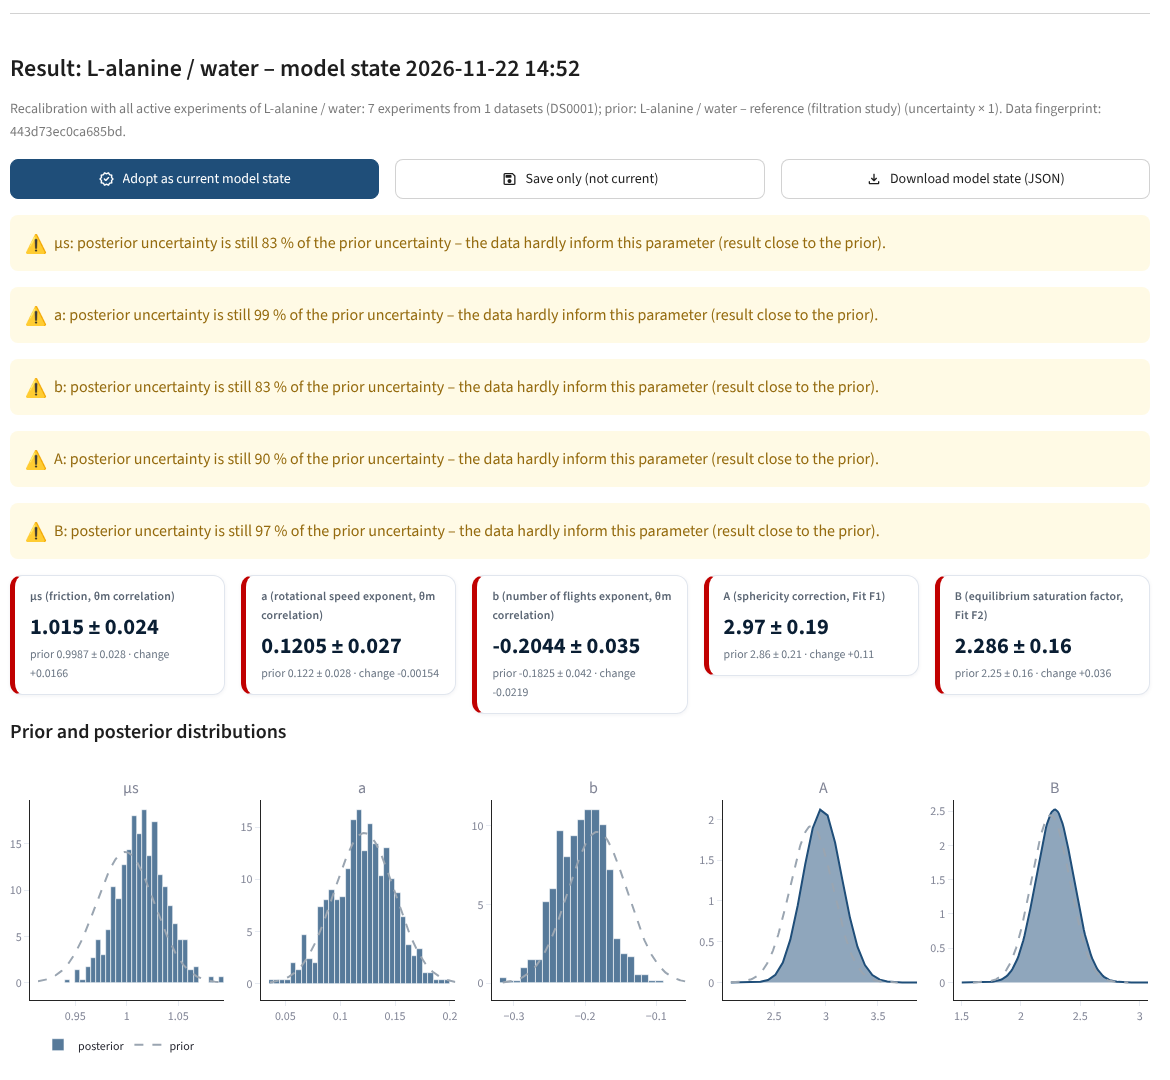 Result: L-alanine / water – model state 2026-11-22 14:52
Recalibration with all active experiments of L-alanine / water: 7 experiments from 1 datasets (DS0001); prior: L-alanine / water – reference (filtration study) (uncertainty × 1). Data fingerprint:
443d73ec0ca685bd.
Adopt as current model state
Save only (not current)
Download model state (JSON)
μs: posterior uncertainty is still 83 % of the prior uncertainty – the data hardly inform this parameter (result close to the prior).
a: posterior uncertainty is still 99 % of the prior uncertainty – the data hardly inform this parameter (result close to the prior).
b: posterior uncertainty is still 83 % of the prior uncertainty – the data hardly inform this parameter (result close to the prior).
A: posterior uncertainty is still 90 % of the prior uncertainty – the data hardly inform this parameter (result close to the prior).
B: posterior uncertainty is still 97 % of the prior uncertainty – the data hardly inform this parameter (result close to the prior).
μs (friction, θm correlation)
1.015 ± 0.024
prior 0.9987 ± 0.028 · change
+0.0166
a (rotational speed exponent, θm
correlation)
0.1205 ± 0.027
prior 0.122 ± 0.028 · change -0.00154
b (number of flights exponent, θm
correlation)
-0.2044 ± 0.035
prior -0.1825 ± 0.042 · change
-0.0219
A (sphericity correction, Fit F1)
2.97 ± 0.19
prior 2.86 ± 0.21 · change +0.11
B (equilibrium saturation factor,
Fit F2)
2.286 ± 0.16
prior 2.25 ± 0.16 · change +0.036
Prior and posterior distributions
μs
15
10
5
0
0.95 1 1.05
a
15
10
5
0
0.05 0.1 0.15 0.2
b
10
5
0
−0.3 −0.2 −0.1
A
2
1.5
1
0.5
0
2.5 3 3.5
B
2.5
2
1.5
1
0.5
0
1.5 2 2.5 3
posterior prior